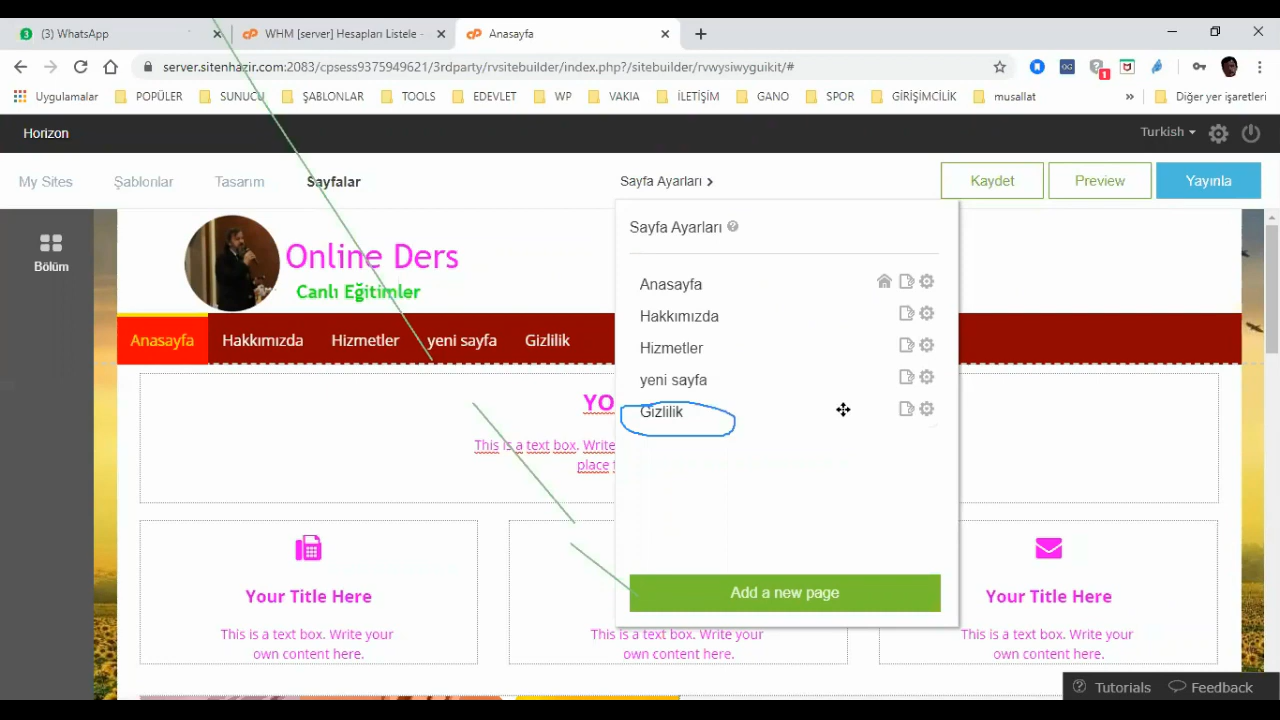 (3) WhatsApp
WHM [server] Hesapları Listele -
Anasayfa
server.sitenhazir.com:2083/cpsess9375949621/3rdparty/rvsitebuilder/index.php?/sitebuilder/rvwysiwyguikit/#
Uygulamalar POPÜLER SUNUCU ŞABLONLAR TOOLS EDEVLET WP VAKIA İLETİŞİM GANO SPOR GİRİŞİMCİLİK musallat » Diğer yer işaretleri
Horizon
Turkish
My Sites Şablonlar Tasarım Sayfalar
Sayfa Ayarları
Kaydet Preview Yayınla
Bölüm
Online Ders
Canlı Eğitimler
Anasayfa Hakkımızda Hizmetler yeni sayfa Gizlilik
YO
This is a text box. Write
place
Your Title Here
This is a text box. Write your
own content here.
This is a text box. Write your
own content here.
Your Title Here
This is a text box. Write your
own content here.
Sayfa Ayarları
Anasayfa
Hakkımızda
Hizmetler
yeni sayfa
Gizlilik
Add a new page
Tutorials Feedback